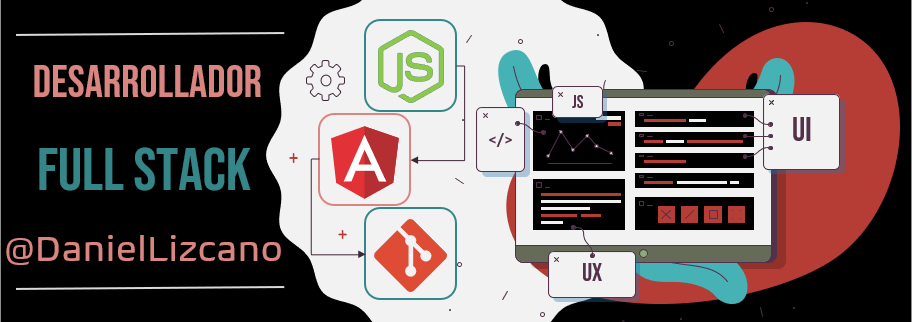 DESARROLLADOR
FULL STACK
@DanielLizcano
JS
A
JS
</>
UI
UX